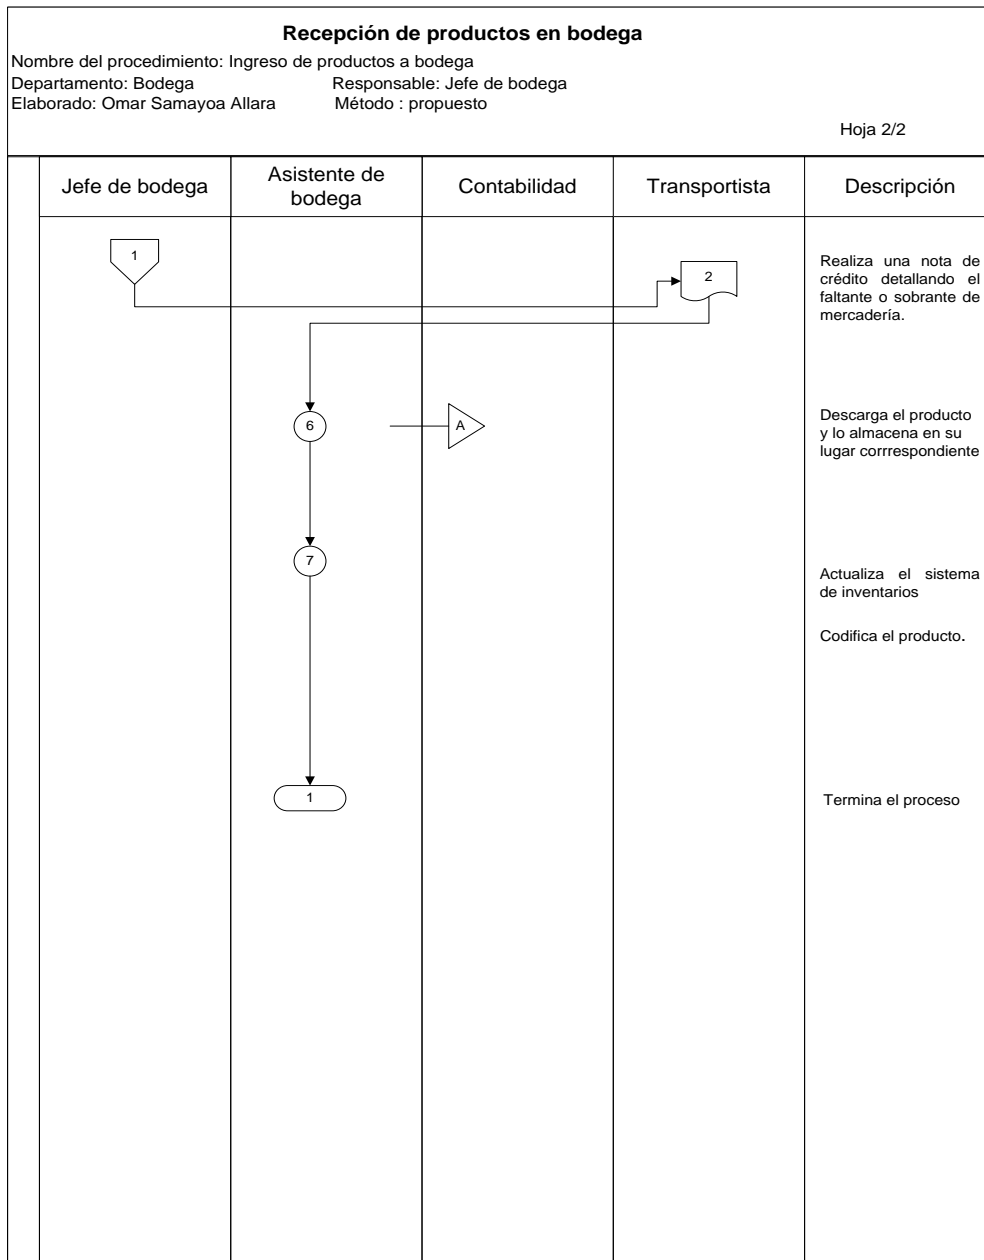 Recepción de productos en bodega
Nombre del procedimiento: Ingreso de productos a bodega
Departamento: Bodega Responsable: Jefe de bodega
Elaborado: Omar Samayoa Allara Método : propuesto
Hoja 2/2
Jefe de bodega
Asistente de
bodega
Contabilidad
Transportista
Descripción
1
2
Realiza una nota de
crédito detallando el
faltante o sobrante de
mercadería.
6
A
Descarga el producto
y lo almacena en su
lugar corrrespondiente
7
Actualiza el sistema
de inventarios
Codifica el producto.
1
Termina el proceso